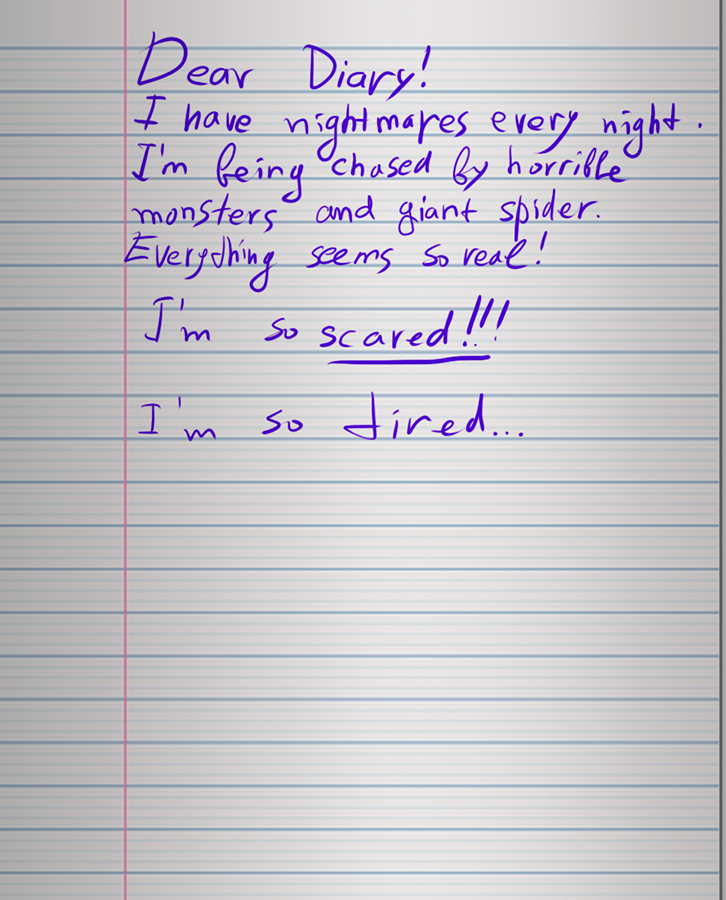 Dear Diary!
I have nightmares every night.
I'm being chased by horrible
monsters and giant spider.
Everything seems so real!
I'm so scared!!!
I'm so tired...